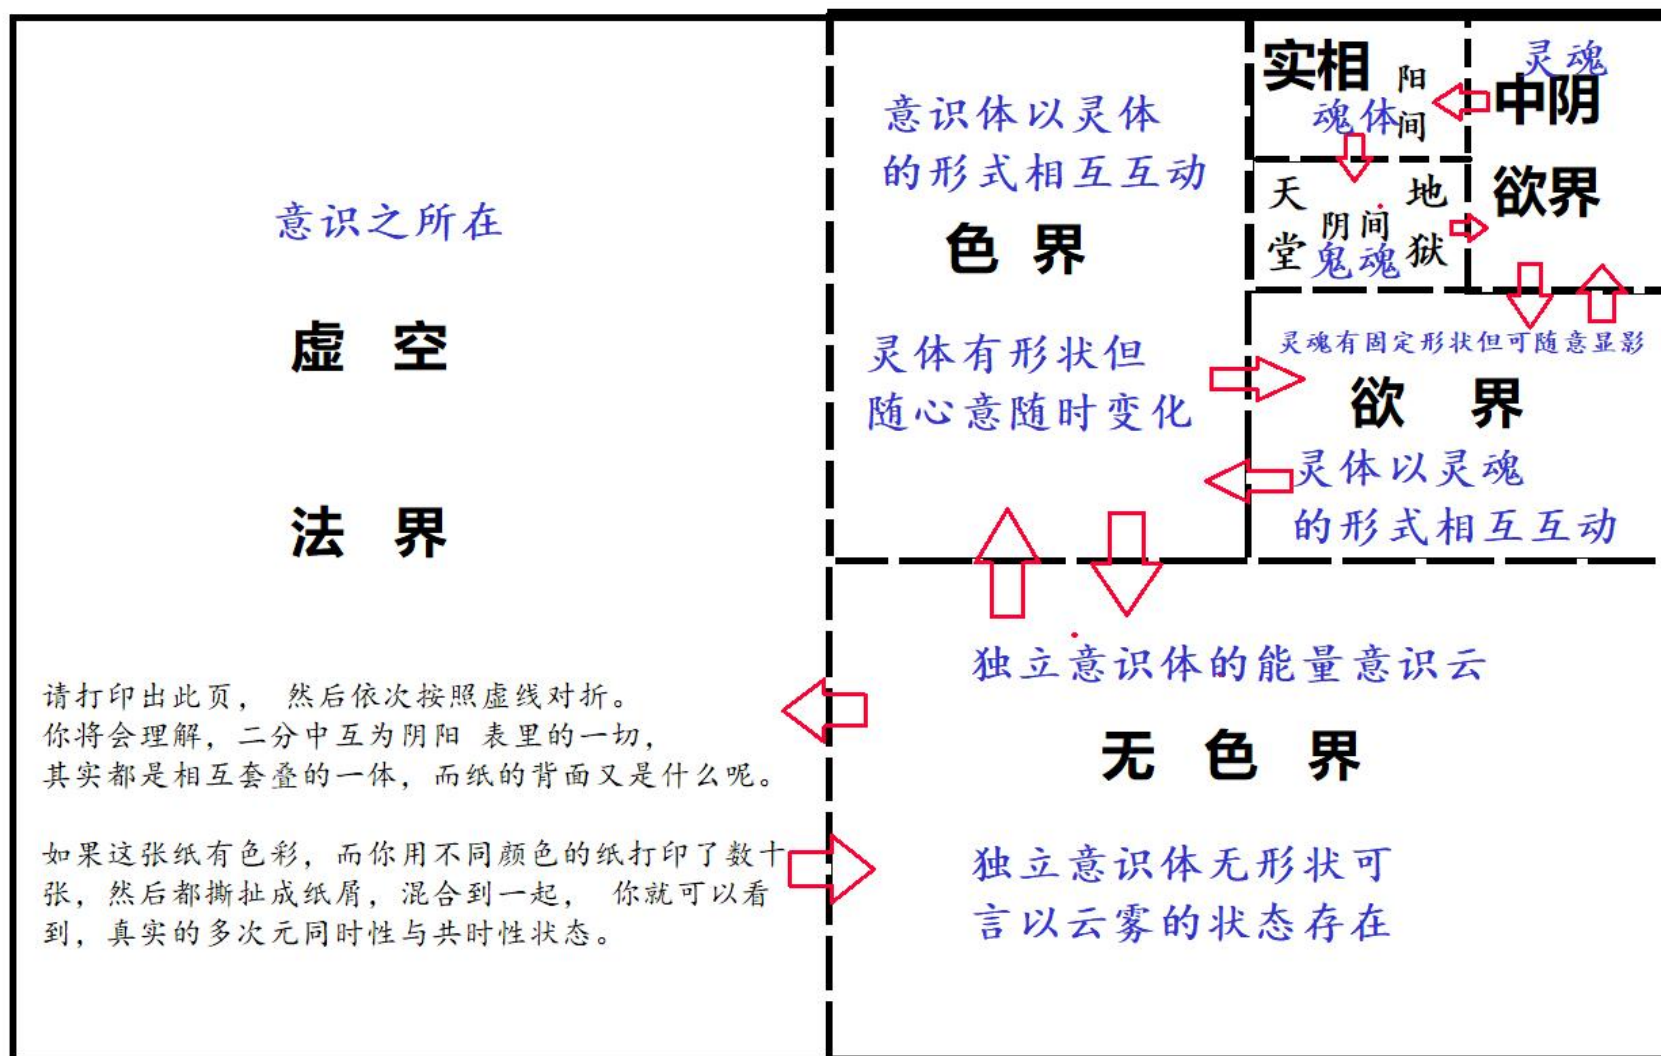 意识之所在
虚 空
法 界
请打印出此页， 然后依次按照虚线对折。
你将会理解，二分中互为阴阳 表里的一切，
其实都是相互套叠的一体，而纸的背面又是什么呢。
如果这张纸有色彩，而你用不同颜色的纸打印了数十
张，然后都撕扯成纸屑，混合到一起， 你就可以看
到，真实的多次元同时性与共时性状态。
意识体以灵体
的形式相互互动
色 界
灵体有形状但
随心意随时变化
实相
阳间
魂体
天堂
阴间
鬼魂
地狱
灵魂
中阴
欲界
灵魂有固定形状但可随意显影
欲 界
灵体以灵魂
的形式相互互动
独立意识体的能量意识云
无 色 界
独立意识体无形状可
言以云雾的状态存在